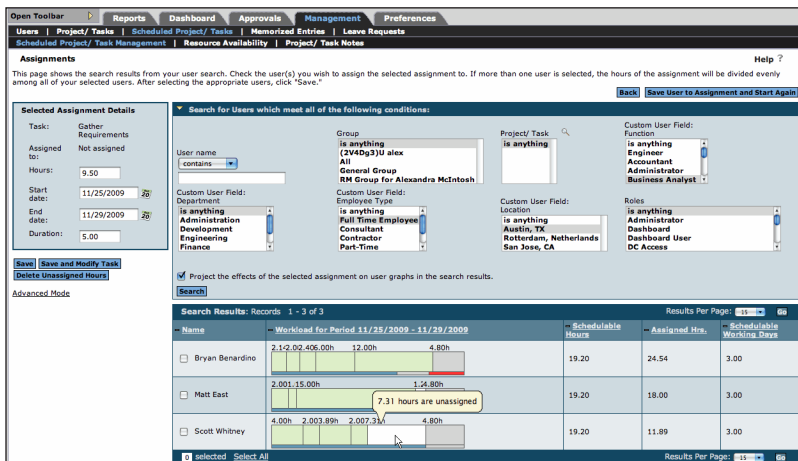 Open Toolbar
Reports Dashboard Approvals Management Preferences
Users | Project/ Tasks | Scheduled Project/ Tasks | Memorized Entries | Leave Requests
Scheduled Project/ Task Management | Resource Availability | Project/ Task Notes
Assignments
Help ?
This page shows the search results from your user search. Check the user(s) you wish to assign the selected assignment to. If more than one user is selected, the hours of the assignment will be divided evenly
among all of your selected users. After selecting the appropriate users, click "Save."
Back Save User to Assignment and Start Again
Selected Assignment Details
Task: Gather
Requirements
Assigned
to: Not assigned
Hours: 9.50
Start
date: 11/25/2009
End
date: 11/29/2009
Duration: 5.00
Save Save and Modify Task
Delete Unassigned Hours
Advanced Mode
Search for Users which meet all of the following conditions:
User name
contains
Group
is anything
(2V4Dg3)U alex
All
General Group
RM Group for Alexandra McIntosh
Project/ Task
is anything
Custom User Field:
Function
is anything
Engineer
Accountant
Administrator
Business Analyst
Custom User Field:
Department
is anything
Administration
Development
Engineering
Finance
Custom User Field:
Employee Type
is anything
Full Time Employee
Consultant
Contractor
Part-Time
Custom User Field:
Location
is anything
Austin, TX
Rotterdam, Netherlands
San Jose, CA
Roles
is anything
Administrator
Dashboard
Dashboard User
DC Access
Project the effects of the selected assignment on user graphs in the search results.
Search
Search Results: Records 1 - 3 of 3
Results Per Page: 15 Go
Name Workload for Period 11/25/2009 - 11/29/2009 Schedulable
Hours Assigned Hrs. Schedulable
Working Days
2.142.002.406.00h 12.00h 4.80h
Bryan Benardino 19.20 24.54 3.00
2.001.15.00h 4.80h
Matt East 19.20 18.00 3.00
7.31 hours are unassigned
4.00h 2.003.89h 2.007.31h 4.80h
Scott Whitney 19.20 11.89 3.00
0 selected Select All
Results Per Page: 15 Go